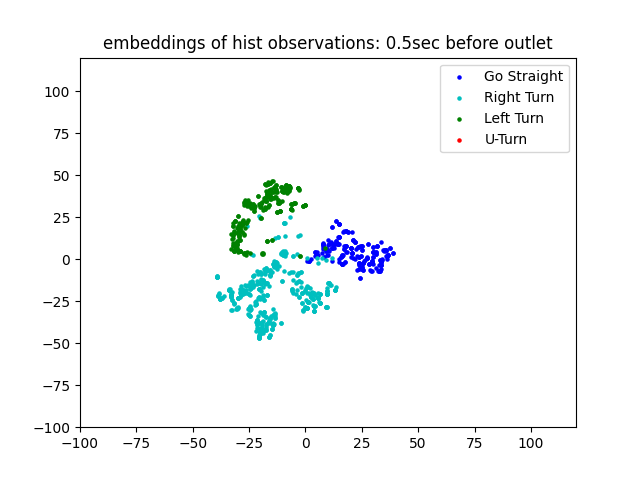 embeddings of hist observations: 0.5sec before outlet
Go Straight
Right Turn
Left Turn
U-Turn
100
75
50
25
0
−25
−50
−75
−100
−100 −75 −50 −25 0 25 50 75 100